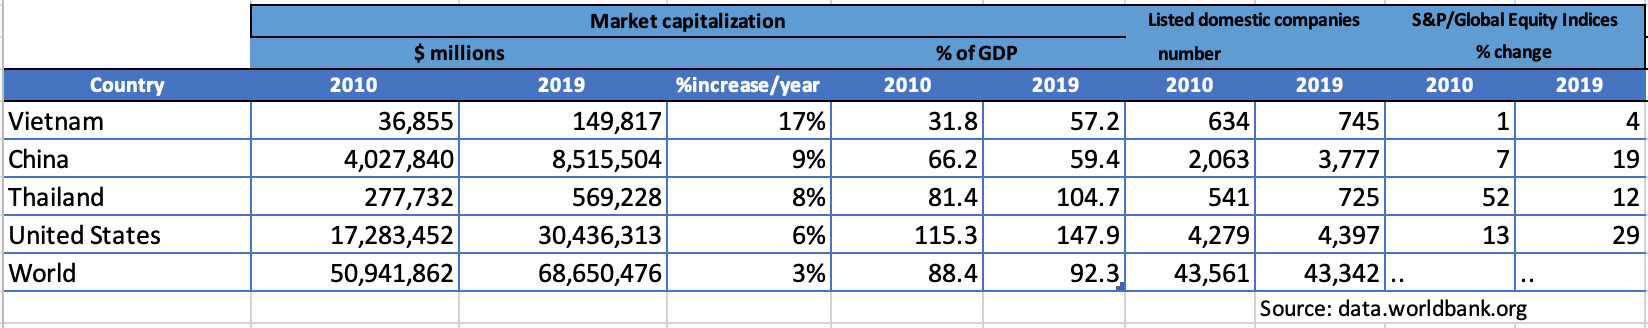 Market capitalization Listed domestic companies S&P/Global Equity Indices
$ millions % of GDP number % change
Country 2010 2019 %increase/year 2010 2019 2010 2019 2010 2019
Vietnam 36,855 149,817 17% 31.8 57.2 634 745 1 4
China 4,027,840 8,515,504 9% 66.2 59.4 2,063 3,777 7 19
Thailand 277,732 569,228 8% 81.4 104.7 541 725 52 12
United States 17,283,452 30,436,313 6% 115.3 147.9 4,279 4,397 13 29
World 50,941,862 68,650,476 3% 88.4 92.3 43,561 43,342 .. ..
Source: data.worldbank.org